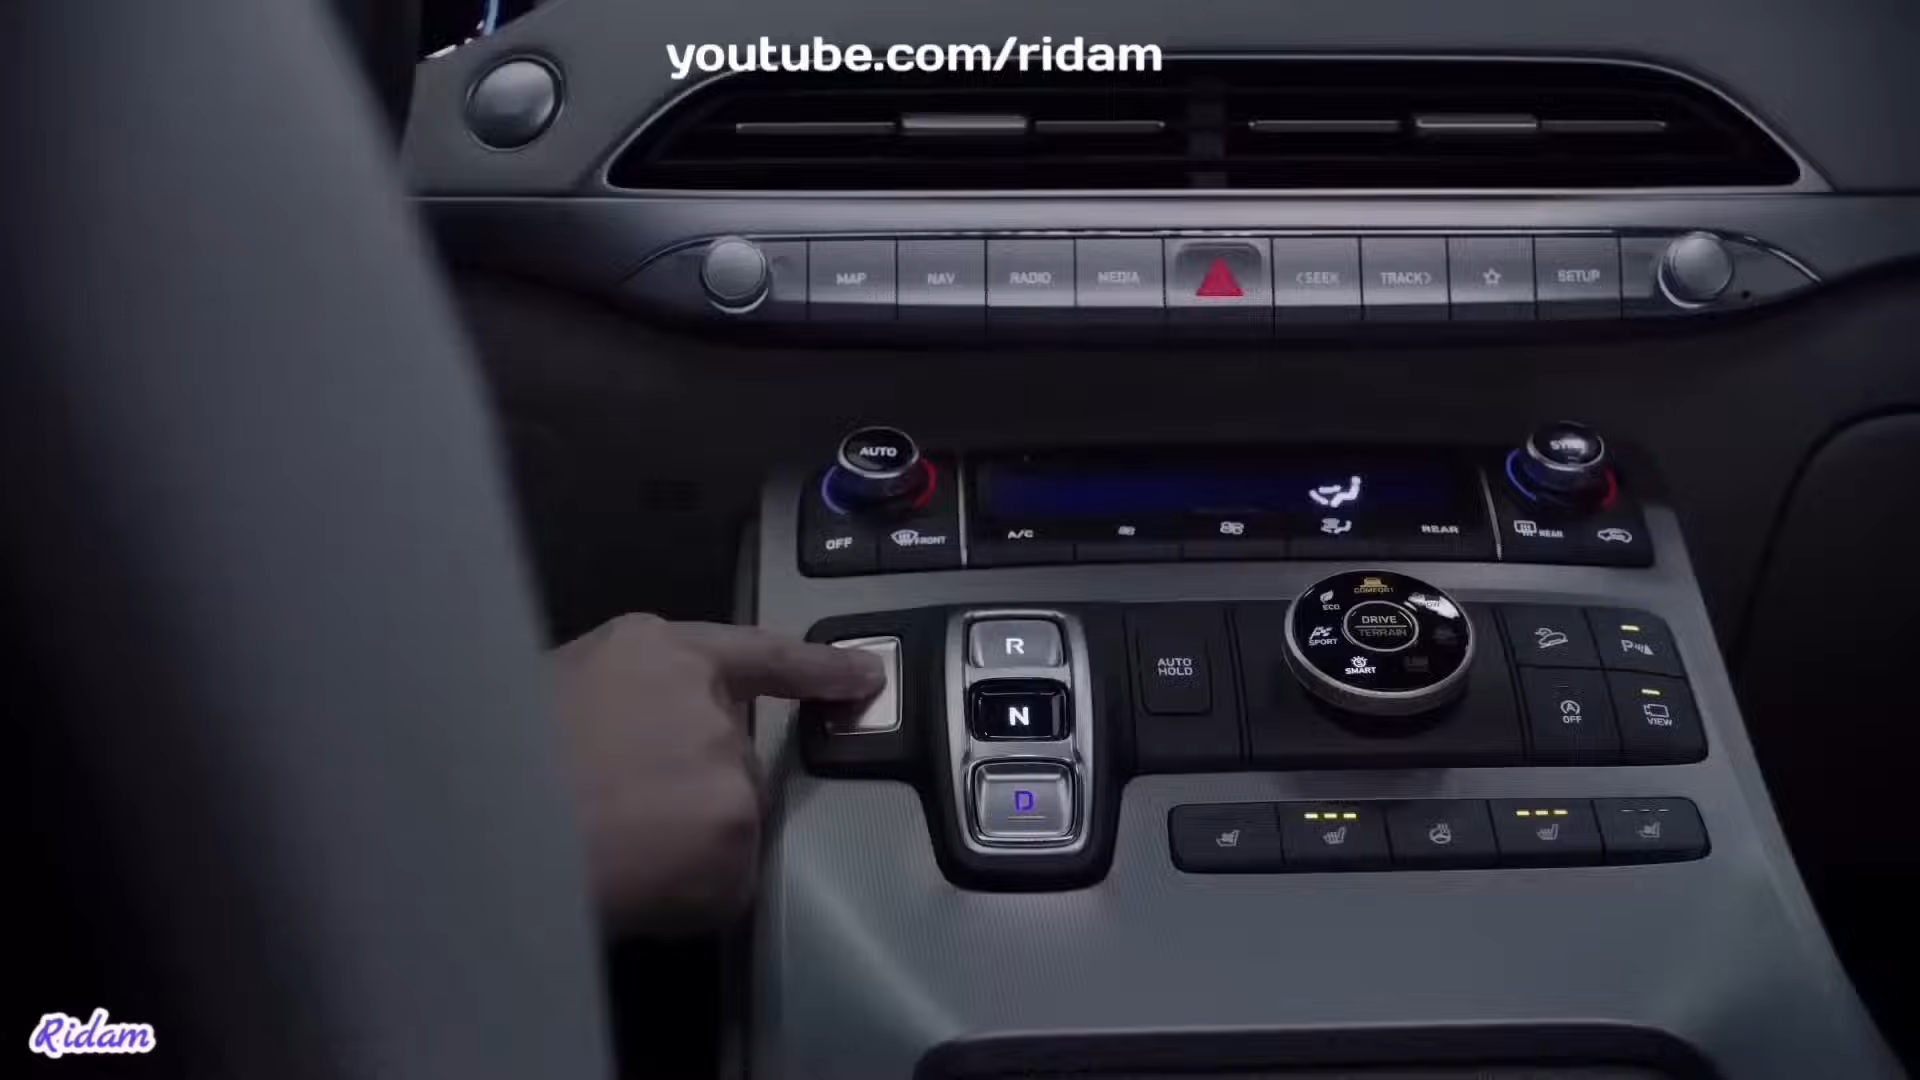 youtube.com/ridam
MAP
NAV
RADIO
MEDIA
<SEEK
TRACK>
SETUP
AUTO
SYNC
OFF
FRONT
A/C
REAR
REAR
COMFORT
ECO
SNOW
DRIVE
TERRAIN
SPORT
SMART
R
N
D
AUTO
HOLD
P
A
OFF
VIEW
Ridam